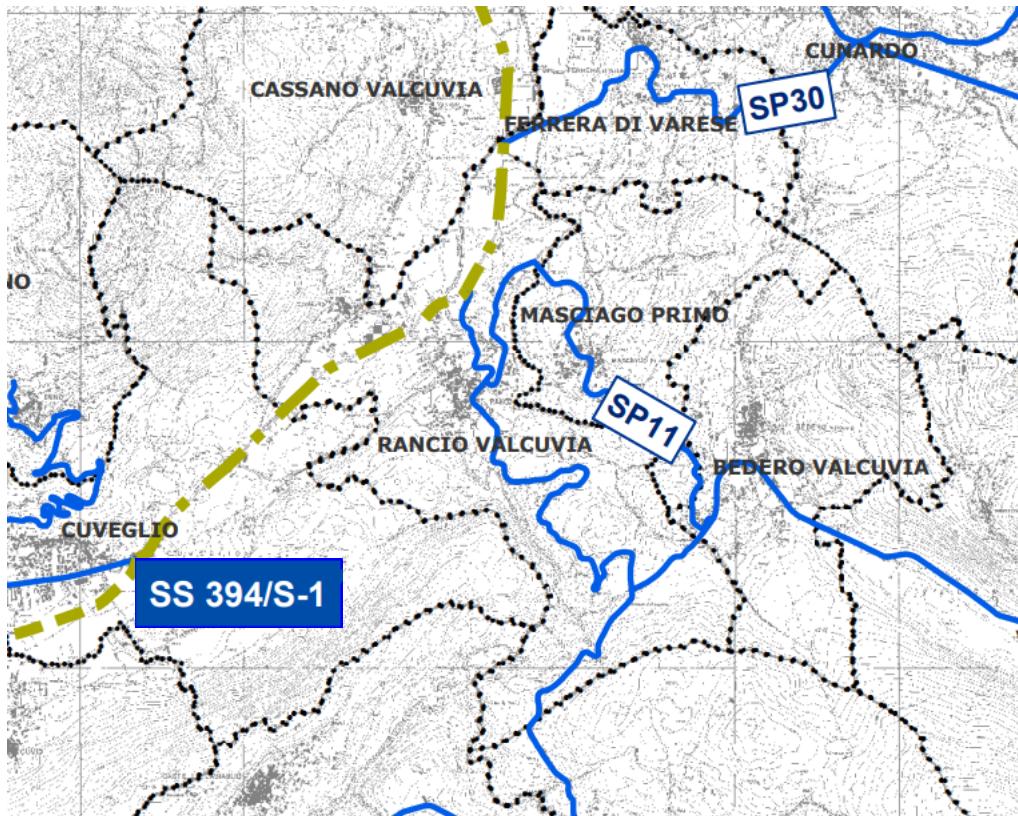 CUNARDO
CASSANO VALCUVIA
SP30
FERRERA DI VARESE
NO
MASCIAGO PRIMO
SP11
RANCIO VALCUVIA
BEDERO VALCUVIA
CUVEGLIO
SS 394/S-1